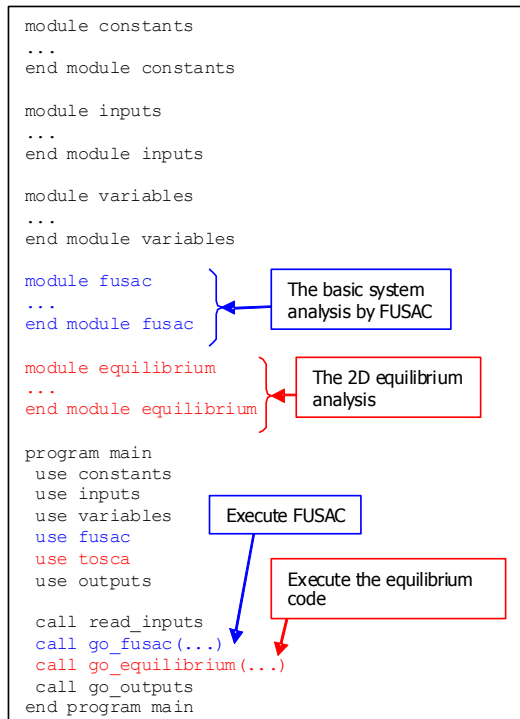 module constants
...
end module constants
module inputs
...
end module inputs
module variables
...
end module variables
module fusac
...
end module fusac
The basic system
analysis by FUSAC
module equilibrium
...
end module equilibrium
The 2D equilibrium
analysis
program main
use constants
use inputs
use variables
use fusac
use tosca
use outputs
Execute FUSAC
Execute the equilibrium
code
call read_inputs
call go_fusac(...)
call go_equilibrium(...)
call go_outputs
end program main